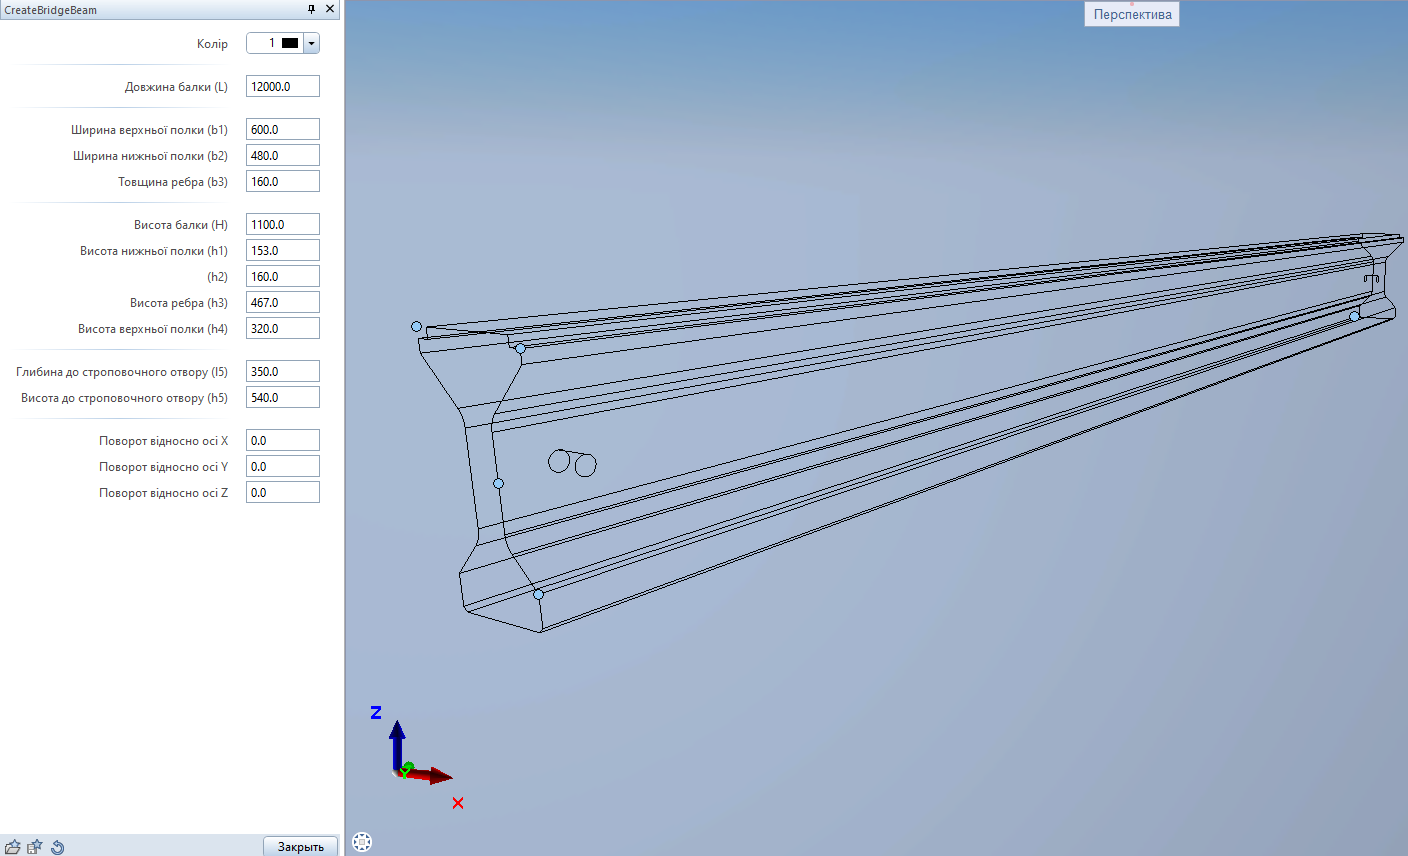 CreateBridgeBeam
Перспектива
Колір 1
Довжина балки (L) 12000.0
Ширина верхньої полки (b1) 600.0
Ширина нижньої полки (b2) 480.0
Товщина ребра (b3) 160.0
Висота балки (H) 1100.0
Висота нижньої полки (h1) 153.0
(h2) 160.0
Висота ребра (h3) 467.0
Висота верхньої полки (h4) 320.0
Глибина до строповочного отвору (l5) 350.0
Висота до строповочного отвору (h5) 540.0
Поворот відносно осі X 0.0
Поворот відносно осі Y 0.0
Поворот відносно осі Z 0.0
Z
Y
X
Закрыть